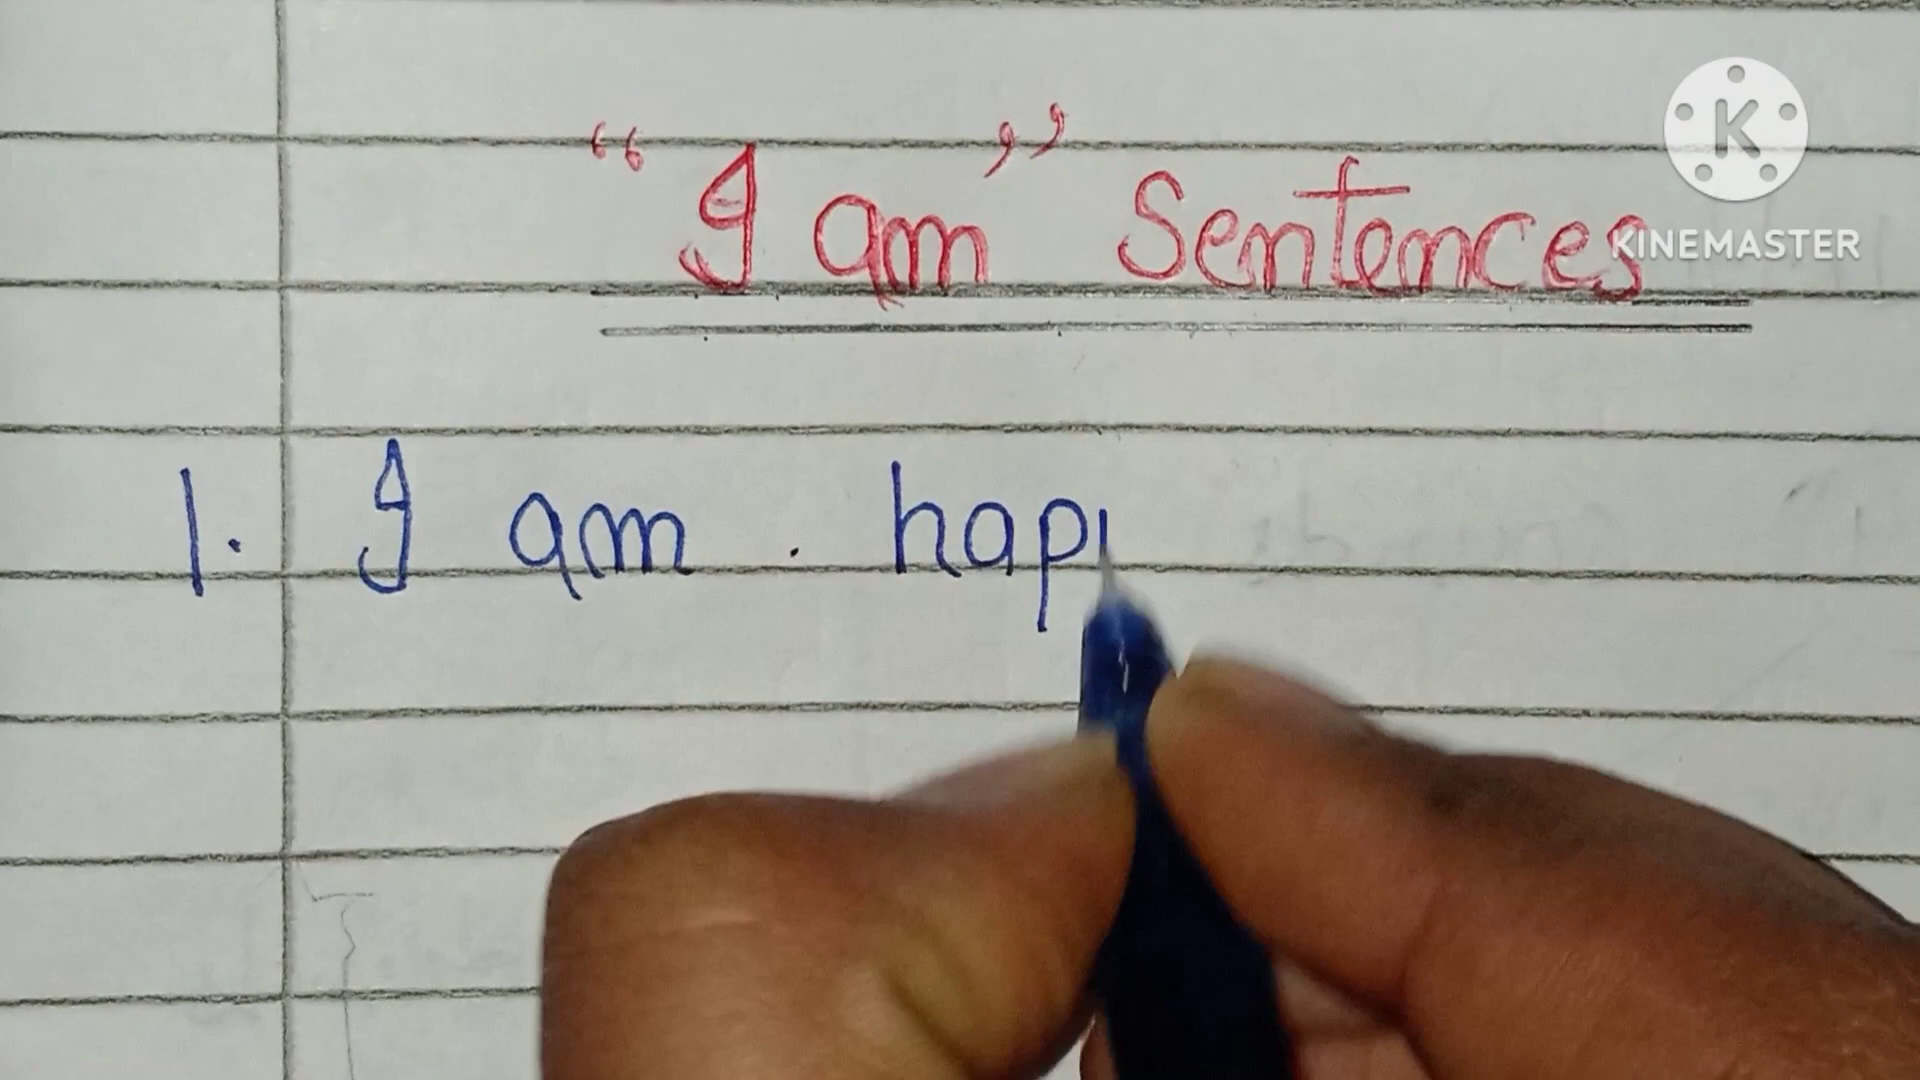 “I am” Sentences
KINEMASTER
1. I am . hap